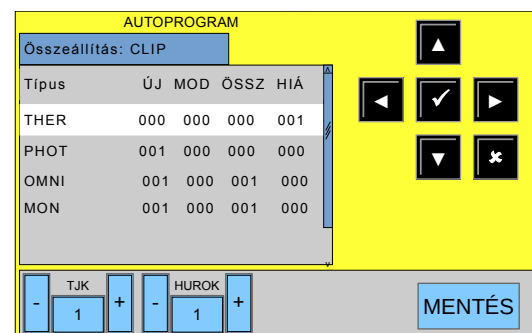 AUTOPROGRAM
Összeállítás: CLIP
Típus ÚJ MOD ÖSSZ HIÁ
THER 000 000 000 001
PHOT 001 000 000 000
OMNI 001 000 001 000
MON 001 000 001 000
TJK HUROK
- 1 + - 1 +
MENTÉS